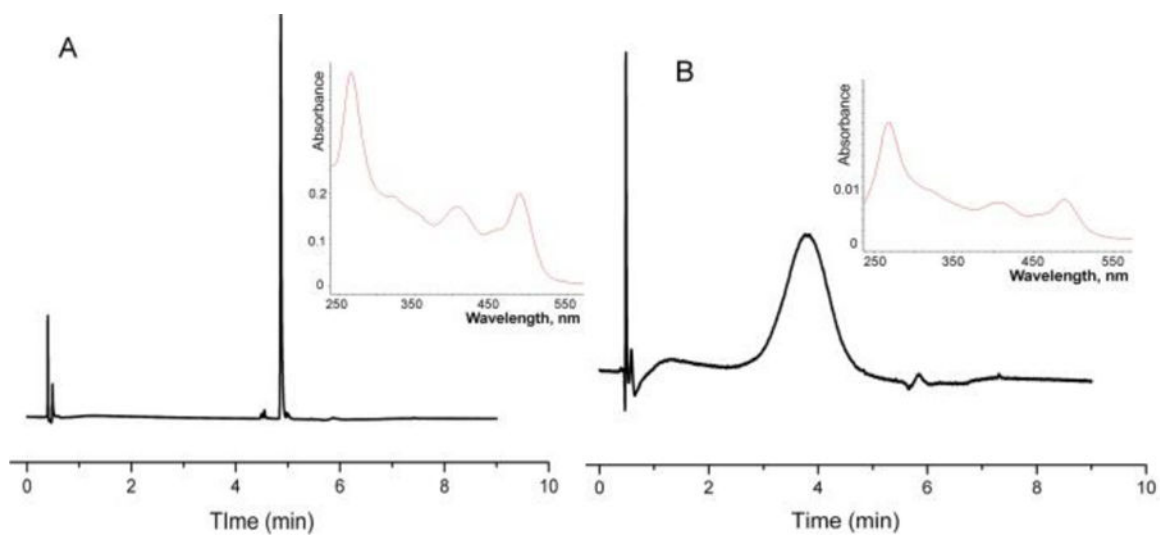 A
Absorbance
0.2
0.1
0
250 350 450 550
Wavelength, nm
0 2 4 6 8 10
TIme (min)
B
Absorbance
0.01
0
250 350 450 550
Wavelength, nm
0 2 4 6 8 10
Time (min)